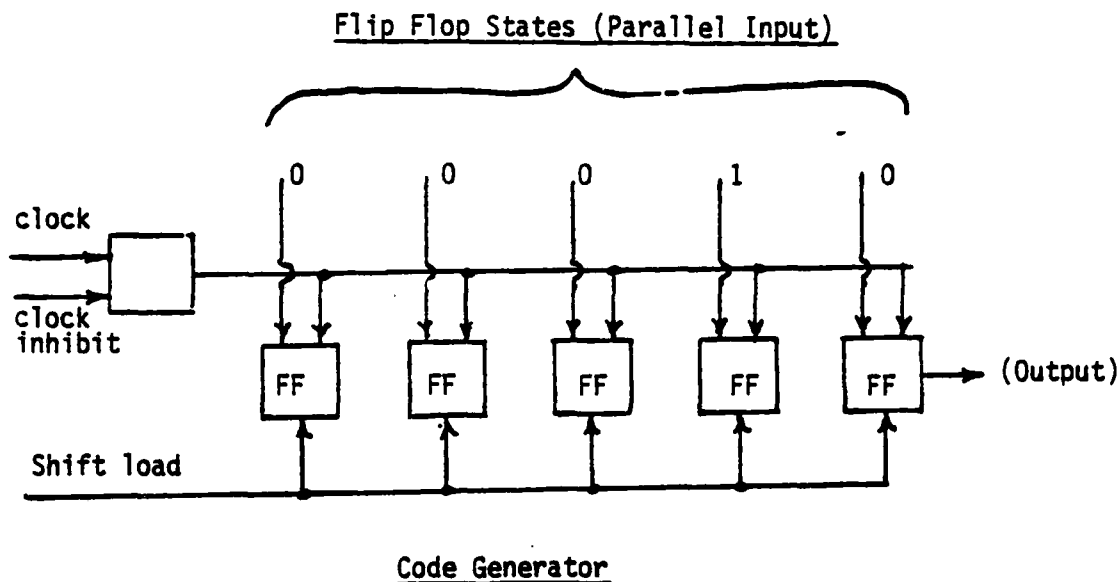 Flip Flop States (Parallel Input)
0 0 0 1 0
clock
clock
inhibit
FF FF FF FF FF
(Output)
Shift load
Code Generator